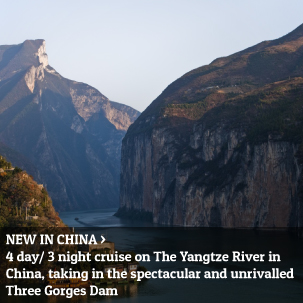 NEW IN CHINA >
4 day/ 3 night cruise on The Yangtze River in
China, taking in the spectacular and unrivalled
Three Gorges Dam